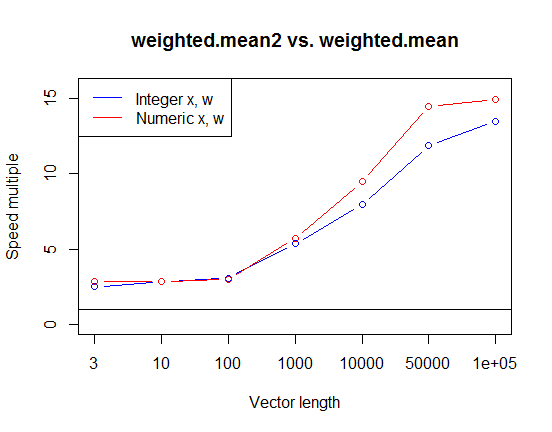 weighted.mean2 vs. weighted.mean
Integer x, w
Numeric x, w
15
10
5
0
Speed multiple
3 10 100 1000 10000 50000 1e+05
Vector length